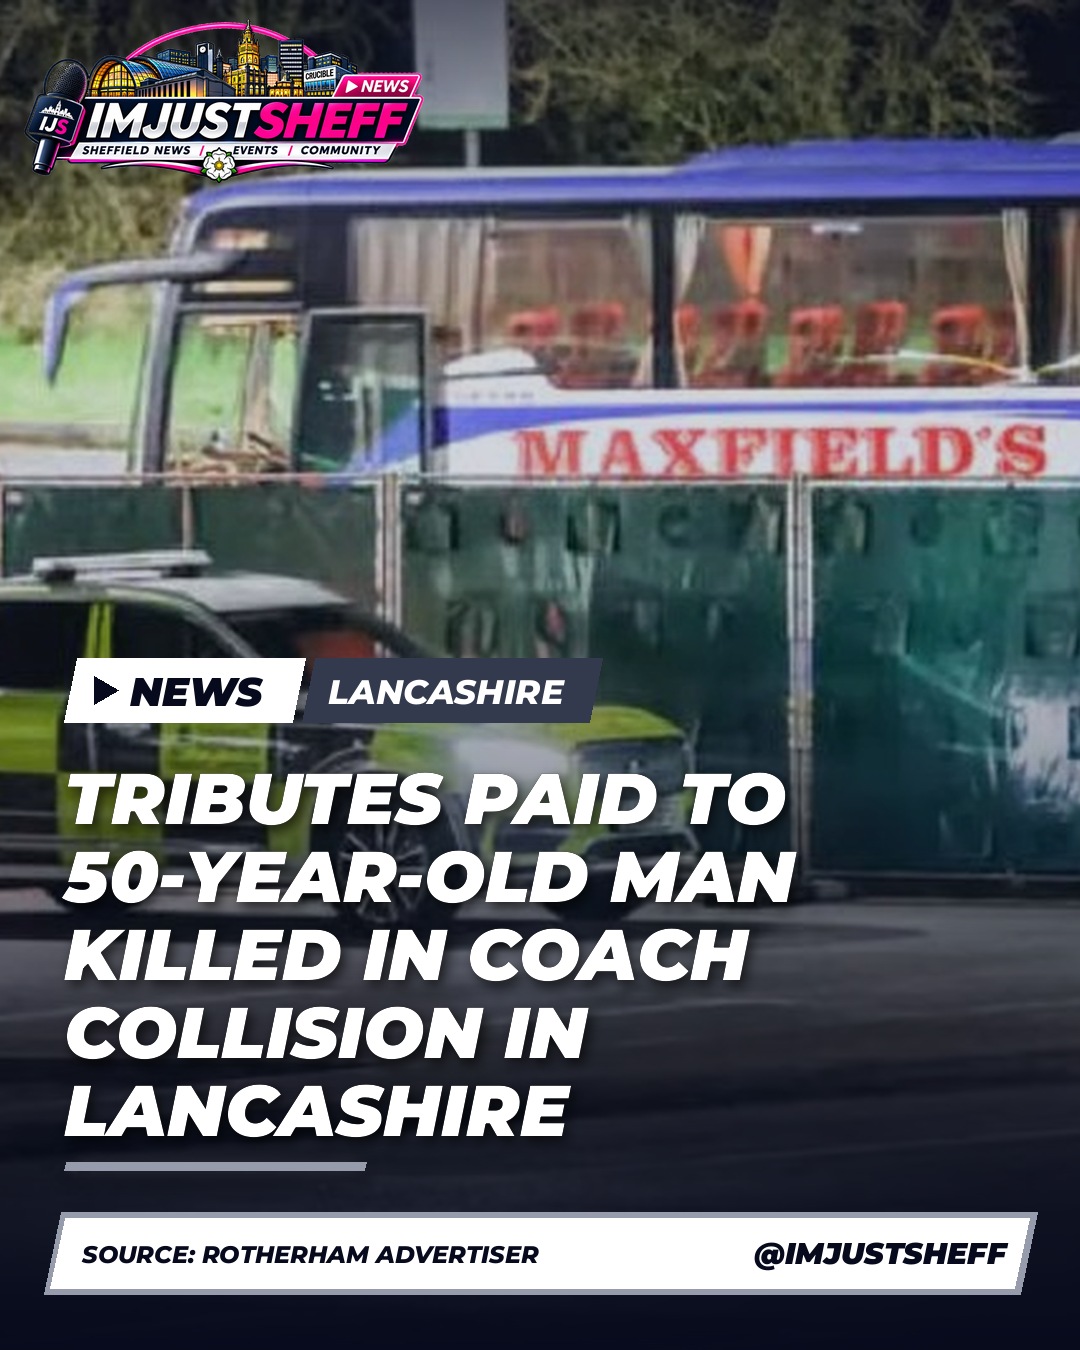 CRUCIBLE
NEWS
IJS
IMJUSTSHEFF
SHEFFIELD NEWS / EVENTS / COMMUNITY
MAXFIELD'S
NEWS
LANCASHIRE
TRIBUTES PAID TO
50-YEAR-OLD MAN
KILLED IN COACH
COLLISION IN
LANCASHIRE
SOURCE: ROTHERHAM ADVERTISER
@IMJUSTSHEFF